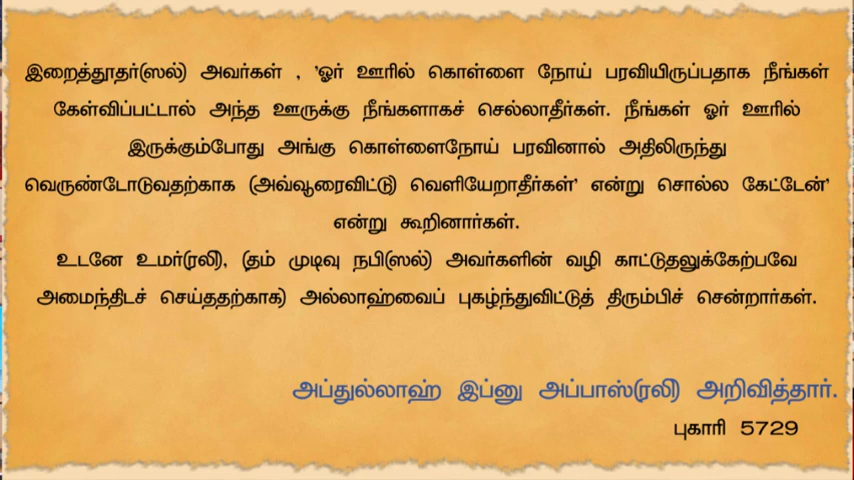 இறைத்தூதர்(ஸல்) அவர்கள் , 'ஓர் ஊரில் கொள்ளை நோய் பரவியிருப்பதாக நீங்கள்
கேள்விப்பட்டால் அந்த ஊருக்கு நீங்களாகச் செல்லாதீர்கள். நீங்கள் ஓர் ஊரில்
இருக்கும்போது அங்கு கொள்ளைநோய் பரவினால் அதிலிருந்து
வெருண்டோடுவதற்காக (அவ்வூரைவிட்டு) வெளியேறாதீர்கள்' என்று சொல்ல கேட்டேன்'
என்று கூறினார்கள்.
உடனே உமர்(ரலி), (தம் முடிவு நபி(ஸல்) அவர்களின் வழி காட்டுதலுக்கேற்பவே
அமைந்திடச் செய்ததற்காக) அல்லாஹ்வைப் புகழ்ந்துவிட்டுத் திரும்பிச் சென்றார்கள்.
அப்துல்லாஹ் இப்னு அப்பாஸ்(ரலி) அறிவித்தார்.
புகாரி 5729